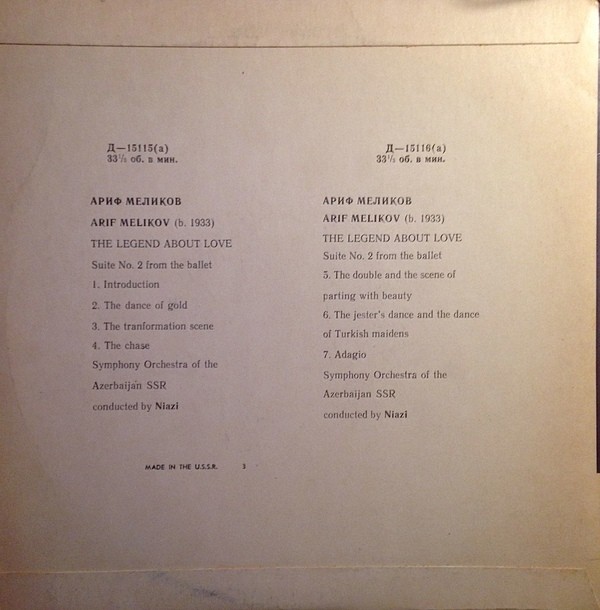 Д—15115(а)
33⅓ об. в мин.
АРИФ МЕЛИКОВ
ARIF MELIKOV (b. 1933)
THE LEGEND ABOUT LOVE
Suite No. 2 from the ballet
1. Introduction
2. The dance of gold
3. The tranformation scene
4. The chase
Symphony Orchestra of the
Azerbaijan SSR
conducted by Niazi
Д—15116(а)
33⅓ об. в мин.
АРИФ МЕЛИКОВ
ARIF MELIKOV (b. 1933)
THE LEGEND ABOUT LOVE
Suite No. 2 from the ballet
5. The double and the scene of
parting with beauty
6. The jester's dance and the dance
of Turkish maidens
7. Adagio
Symphony Orchestra of the
Azerbaijan SSR
conducted by Niazi
MADE IN THE U.S.S.R. 3